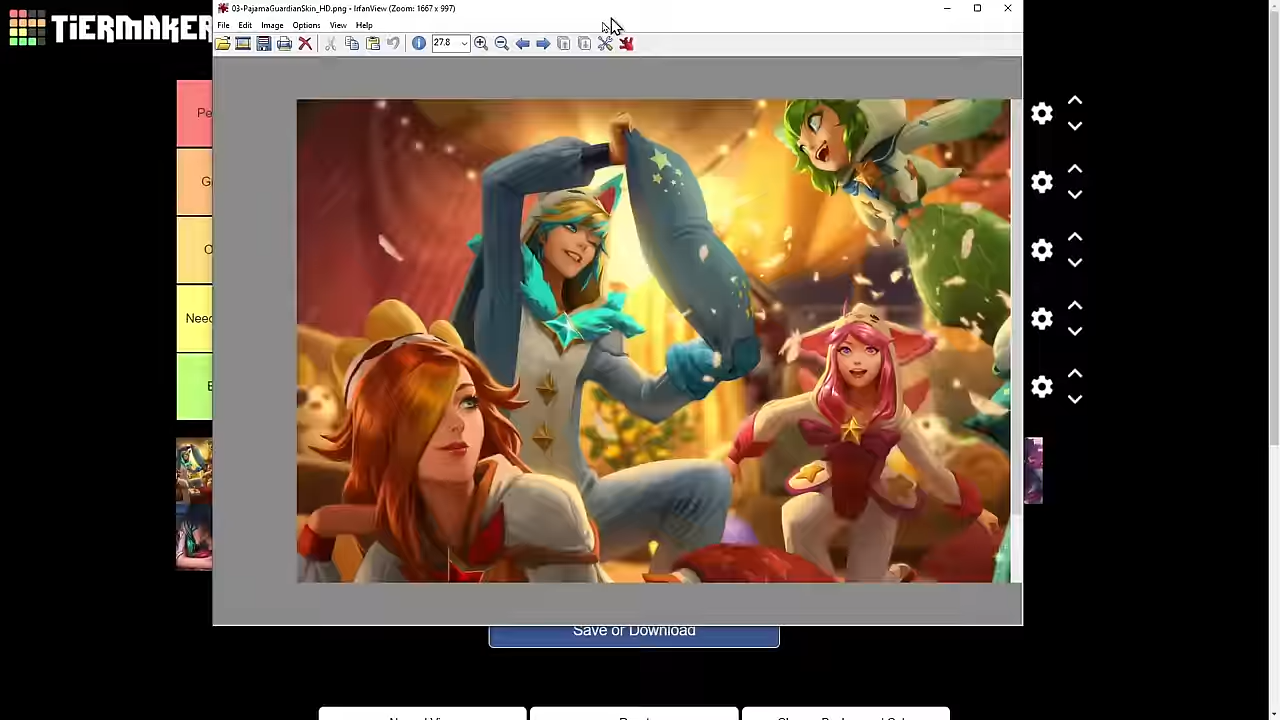 TIERMAKER
03-PajamaGuardianSkin_HD.png - IrfanView (Zoom: 1667 x 997)
File Edit Image Options View Help
27.8
Pe
G
O
Need
Save or Download